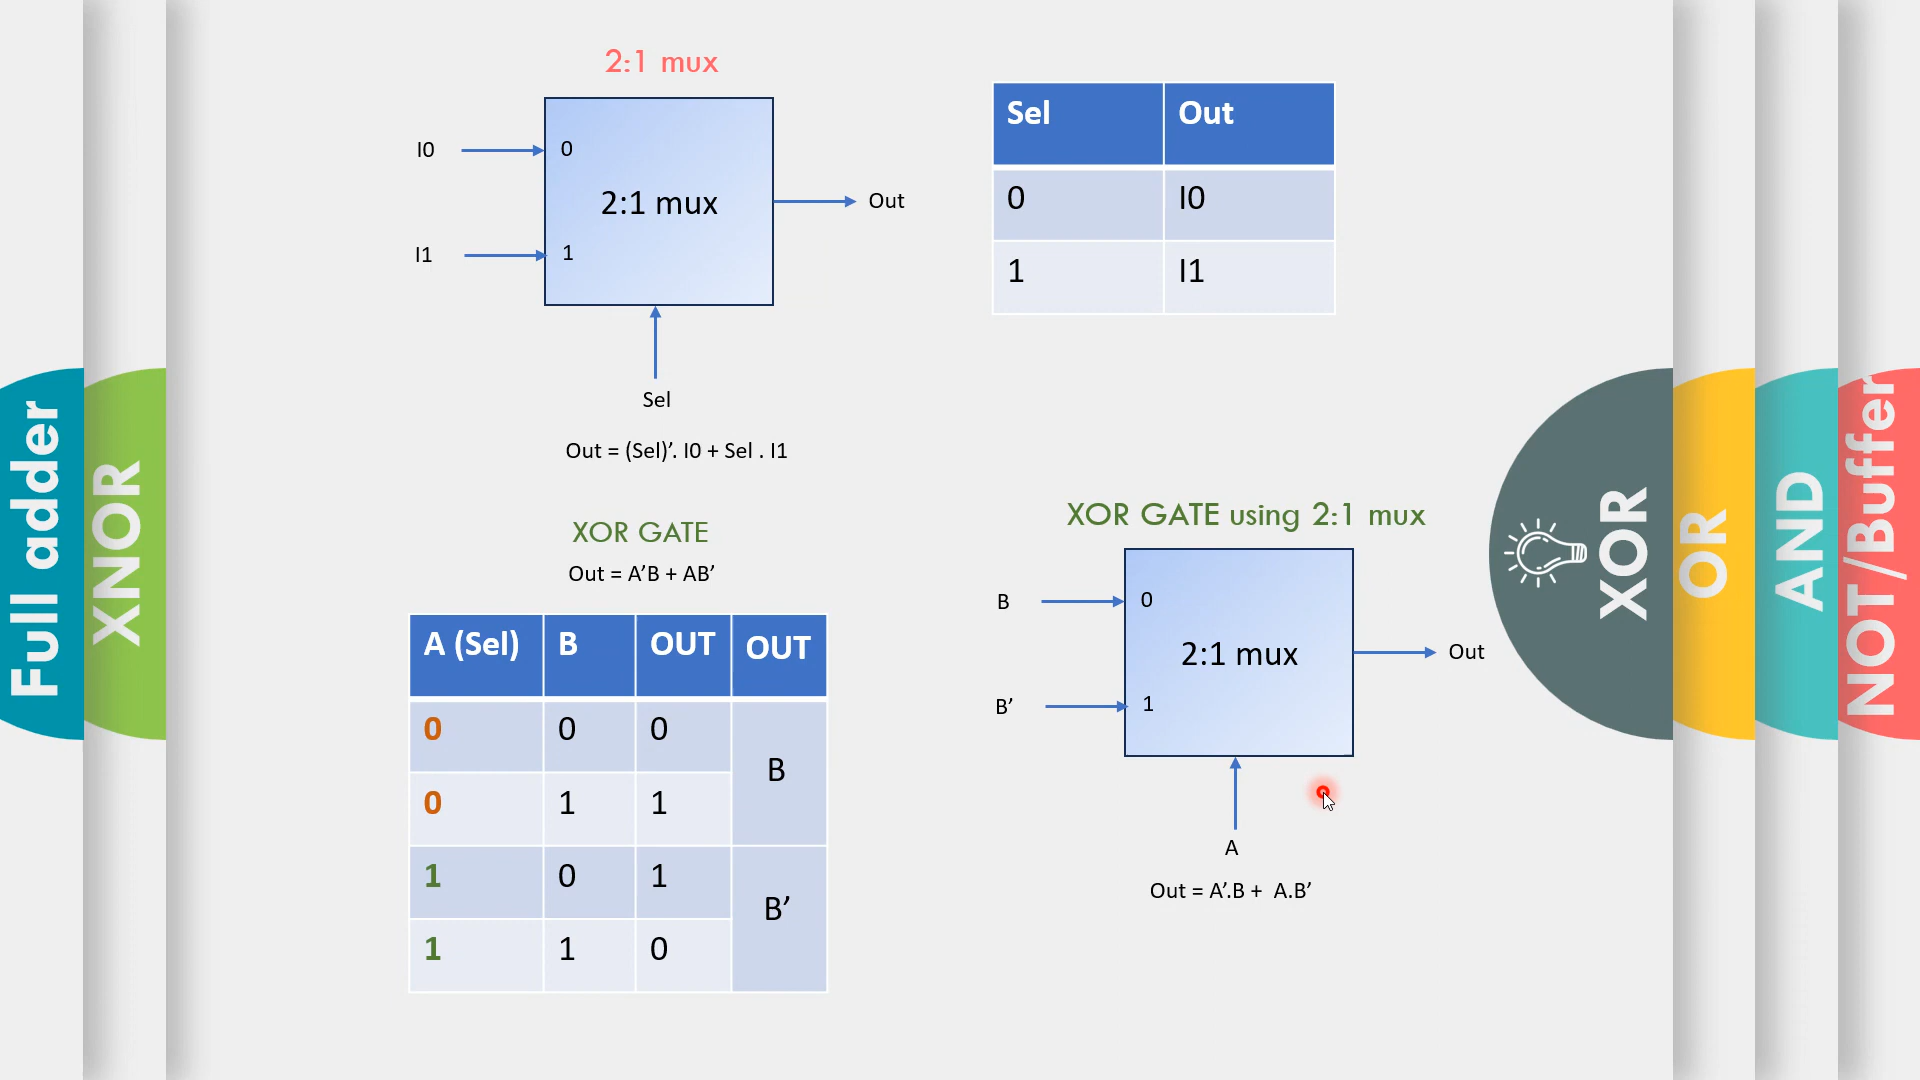 2:1 mux
I0
0
2:1 mux
Out
I1
1
Sel
Out = (Sel)’. I0 + Sel . I1
Sel Out
0 I0
1 I1
XOR GATE
Out = A’B + AB’
A (Sel) B OUT OUT
0 0 0 B
0 1 1
1 0 1 B’
1 1 0
XOR GATE using 2:1 mux
B
0
2:1 mux
Out
B’
1
A
Out = A’.B + A.B’
Full adder
XNOR
XOR
OR
AND
NOT /Buffer